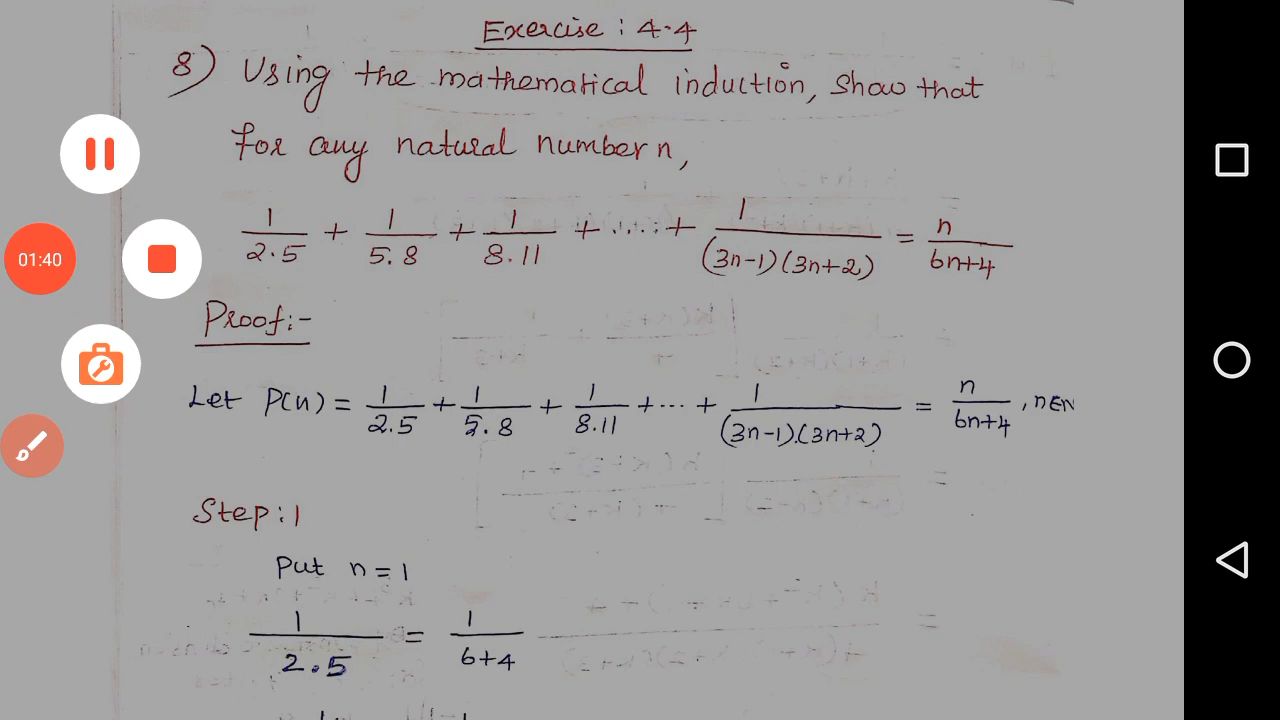 Exercise : 4.4
8) Using the mathematical induction, show that
for any natural number n,
1/2.5 + 1/5.8 + 1/8.11 + ..... + 1/(3n-1)(3n+2) = n/6n+4
Proof:-
Let P(n) = 1/2.5 + 1/5.8 + 1/8.11 + ... + 1/(3n-1).(3n+2) = n/6n+4, n∈N
01:40
Step:1
Put n = 1
1/2.5 = 1/6+4